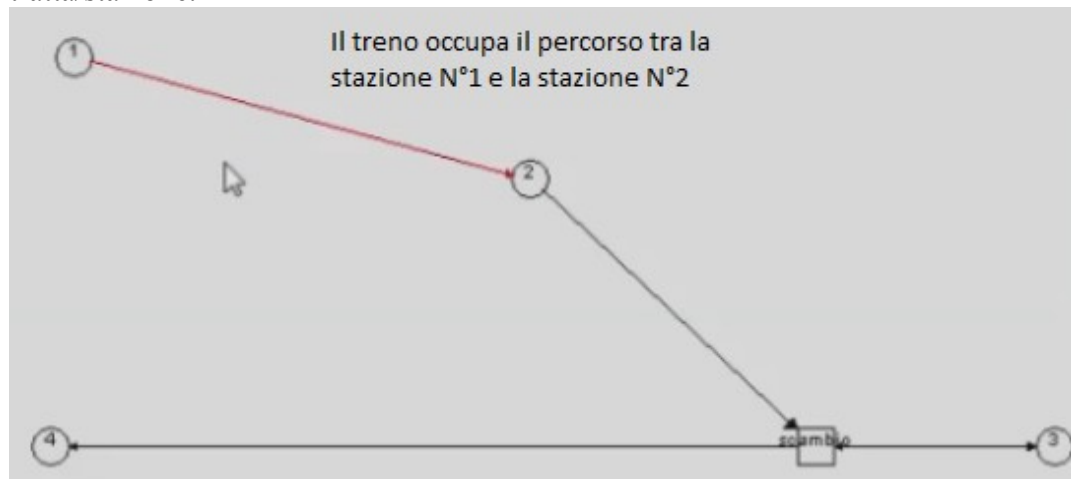 Il treno occupa il percorso tra la
stazione N°1 e la stazione N°2
1
2
4
scambio
3